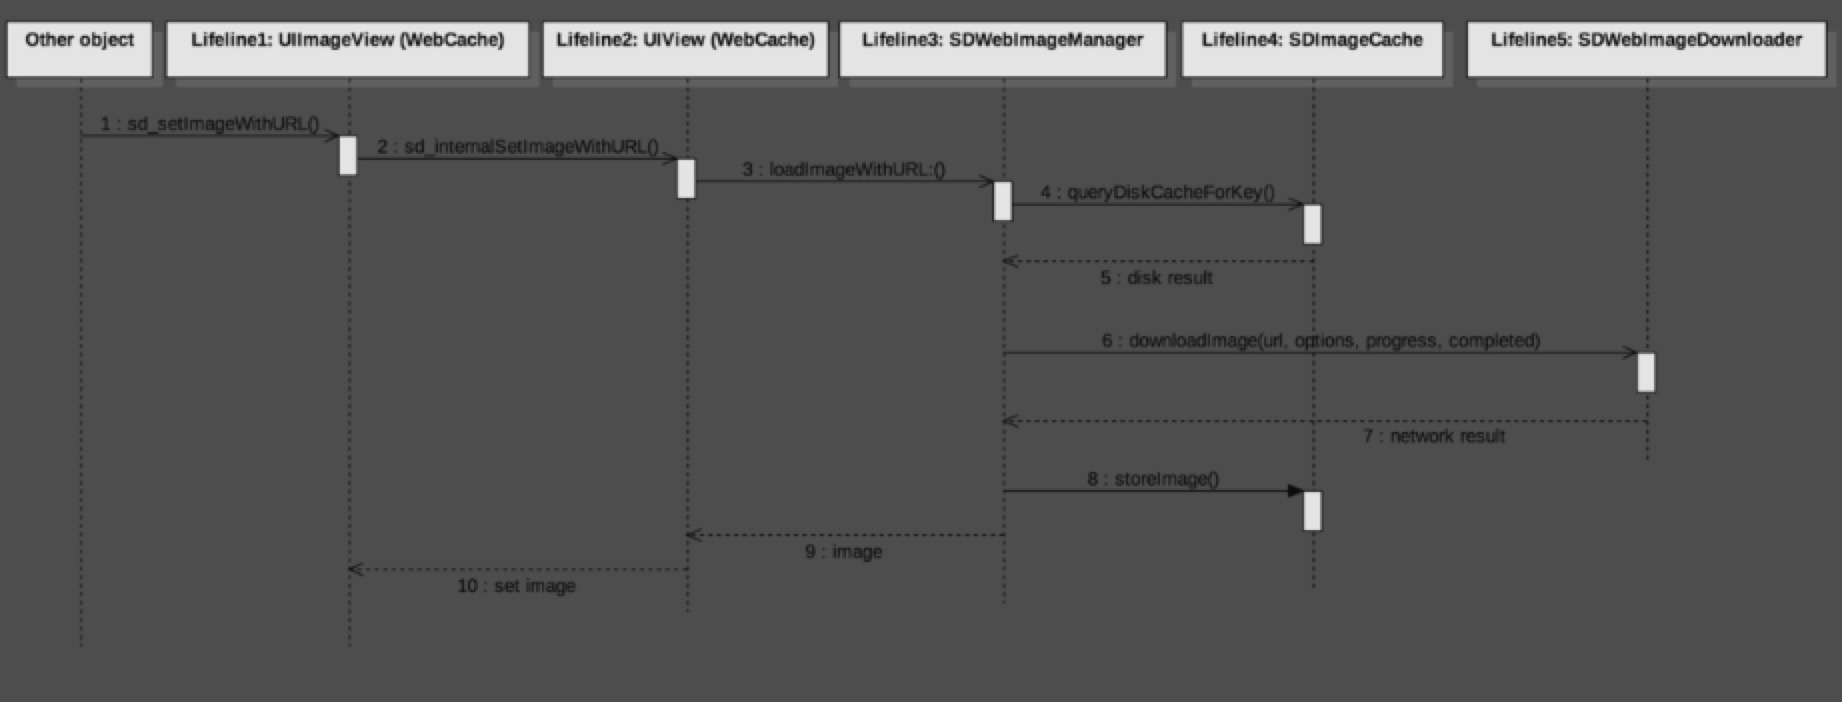 Other object
Lifeline1: UIImageView (WebCache)
Lifeline2: UIView (WebCache)
Lifeline3: SDWebImageManager
Lifeline4: SDImageCache
Lifeline5: SDWebImageDownloader
1 : sd_setImageWithURL()
2 : sd_internalSetImageWithURL()
3 : loadImageWithURL:()
4 : queryDiskCacheForKey()
5 : disk result
6 : downloadImage(url, options, progress, completed)
7 : network result
8 : storeImage()
9 : image
10 : set image